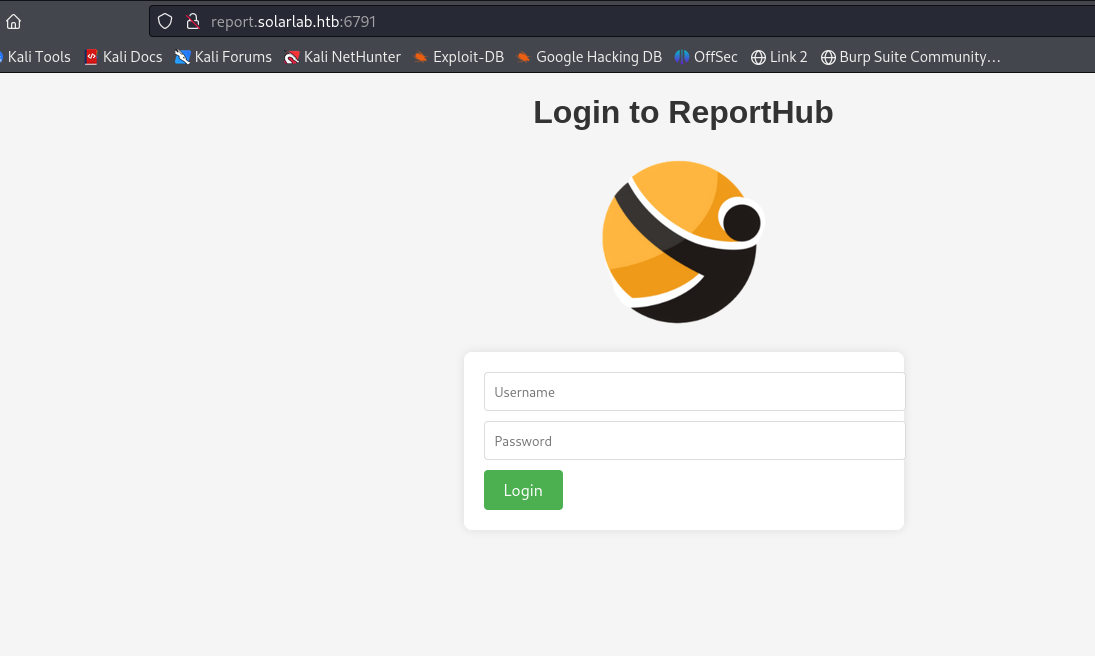 report.solarlab.htb:6791
Kali Tools Kali Docs Kali Forums Kali NetHunter Exploit-DB Google Hacking DB OffSec Link 2 Burp Suite Community…
Login to ReportHub
Username
Password
Login